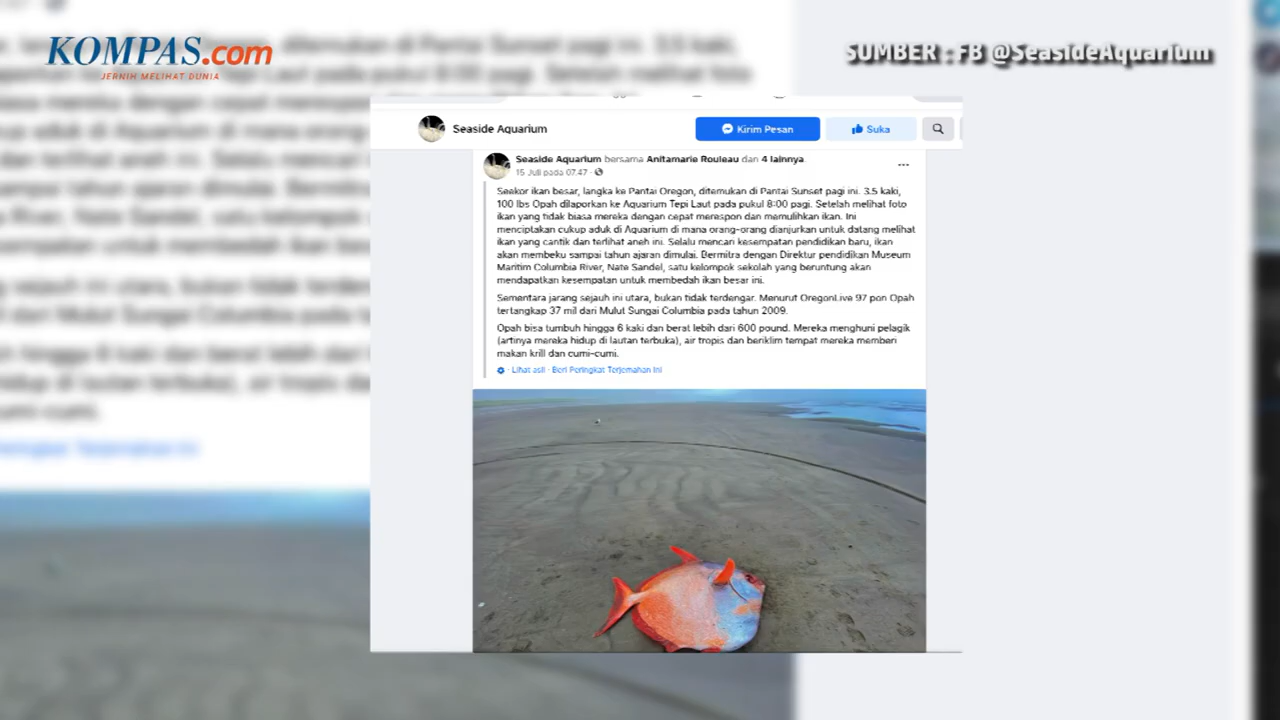 KOMPAS.com
JERNIH MELIHAT DUNIA
SUMBER : FB @SeasideAquarium
Seaside Aquarium
Kirim Pesan
Suka
Seaside Aquarium bersama Anitamarie Rouleau dan 4 lainnya.
15 Juli pada 07.47 ·
Seekor ikan besar, langka ke Pantai Oregon, ditemukan di Pantai Sunset pagi ini. 3.5 kaki,
100 lbs Opah dilaporkan ke Aquarium Tepi Laut pada pukul 8:00 pagi. Setelah melihat foto
ikan yang tidak biasa mereka dengan cepat merespon dan memulihkan ikan. Ini
menciptakan cukup aduk di Aquarium di mana orang-orang dianjurkan untuk datang melihat
ikan yang cantik dan terlihat aneh ini. Selalu mencari kesempatan pendidikan baru, ikan
akan membeku sampai tahun ajaran dimulai. Bermitra dengan Direktur pendidikan Museum
Maritim Columbia River, Nate Sandel, satu kelompok sekolah yang beruntung akan
mendapatkan kesempatan untuk membedah ikan besar ini.
Sementara jarang sejauh ini utara, bukan tidak terdengar. Menurut OregonLive 97 pon Opah
tertangkap 37 mil dari Mulut Sungai Columbia pada tahun 2009.
Opah bisa tumbuh hingga 6 kaki dan berat lebih dari 600 pound. Mereka menghuni pelagik
(artinya mereka hidup di lautan terbuka), air tropis dan beriklim tempat mereka memberi
makan krill dan cumi-cumi.
· Lihat asli · Beri Peringkat Terjemahan Ini